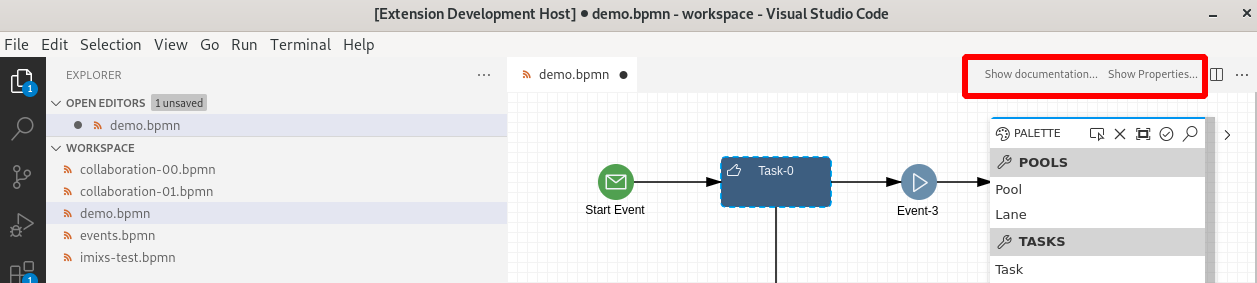 [Extension Development Host] ● demo.bpmn - workspace - Visual Studio Code
File Edit Selection View Go Run Terminal Help
EXPLORER ...
OPEN EDITORS 1 unsaved
● demo.bpmn
WORKSPACE
collaboration-00.bpmn
collaboration-01.bpmn
demo.bpmn
events.bpmn
imixs-test.bpmn
1
1
demo.bpmn ●
Show documentation... Show Properties... ...
Start Event
Task-0
Event-3
PALETTE
POOLS
Pool
Lane
TASKS
Task